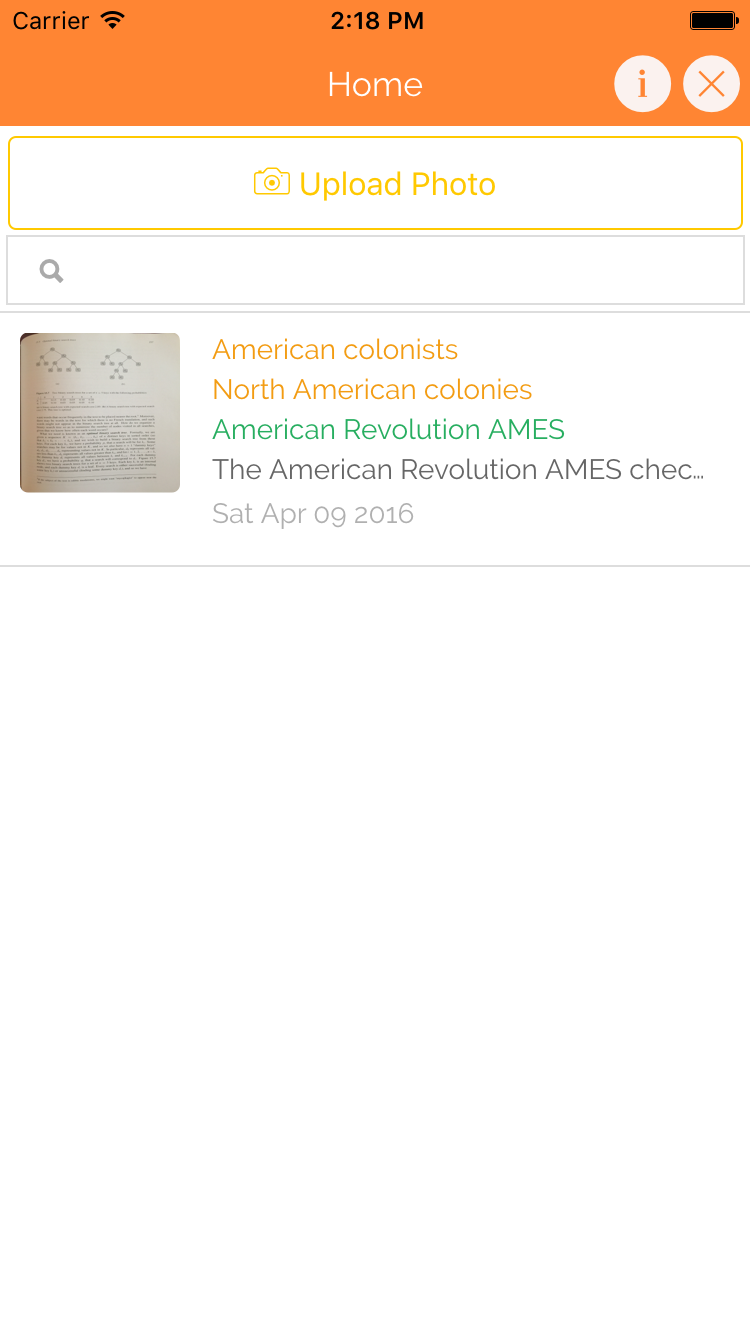 Carrier 2:18 PM
Home
Upload Photo
American colonists
North American colonies
American Revolution AMES
The American Revolution AMES chec...
Sat Apr 09 2016